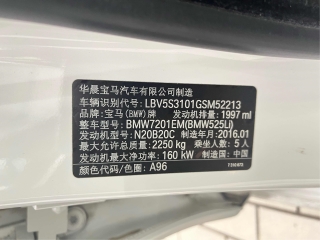 华晨宝马汽车有限公司制造
车辆识别代号: LBV5S3101GSM52213
品牌: 宝马(BMW)牌 发动机排量: 1997 ml
整车型号: BMW7201EM(BMW525Li)
发动机型号: N20B20C 制造年月: 2016.01
最大允许总质量: 2250 kg 乘坐人数: 5 人
发动机最大净功率: 160 kW 制造国: 中国
颜色代码/色圈: A96